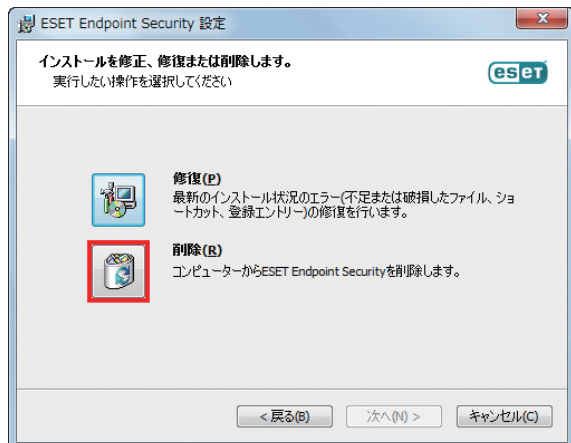 ESET Endpoint Security 設定
インストールを修正、修復または削除します。
実行したい操作を選択してください
eseT
修復(P)
最新のインストール状況のエラー(不足または破損したファイル、ショ
ートカット、登録エントリー)の修復を行います。
削除(R)
コンピューターからESET Endpoint Securityを削除します。
< 戻る(B)
次へ(N) >
キャンセル(C)